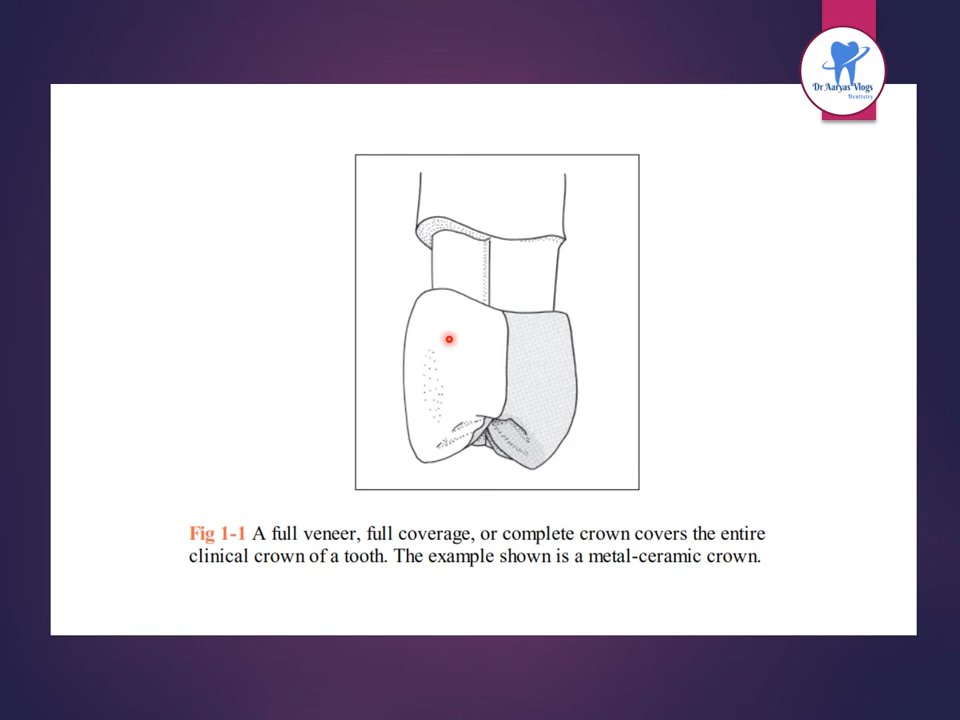 Dr Aaryas Vlogs
Dentistry
Fig 1-1 A full veneer, full coverage, or complete crown covers the entire
clinical crown of a tooth. The example shown is a metal-ceramic crown.